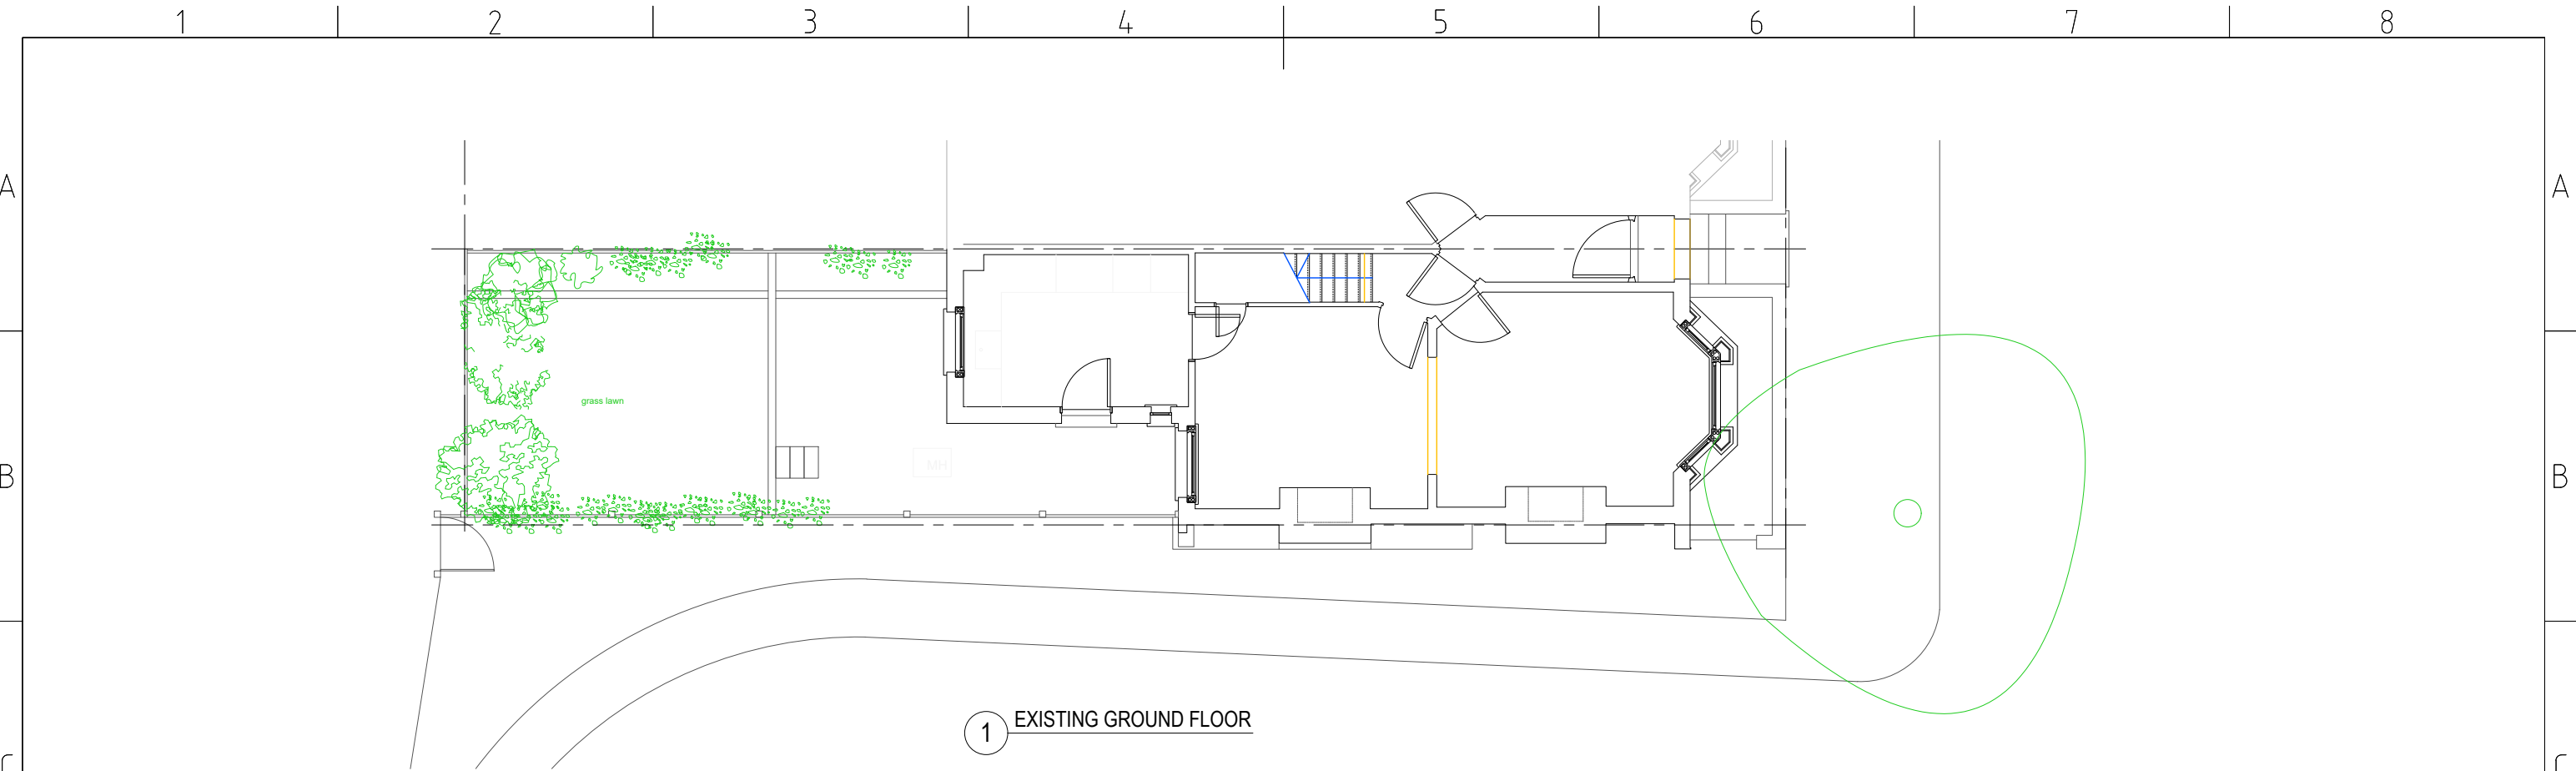 1 2 3 4 5 6 7 8
A A
grass lawn
MH
B B
1 EXISTING GROUND FLOOR